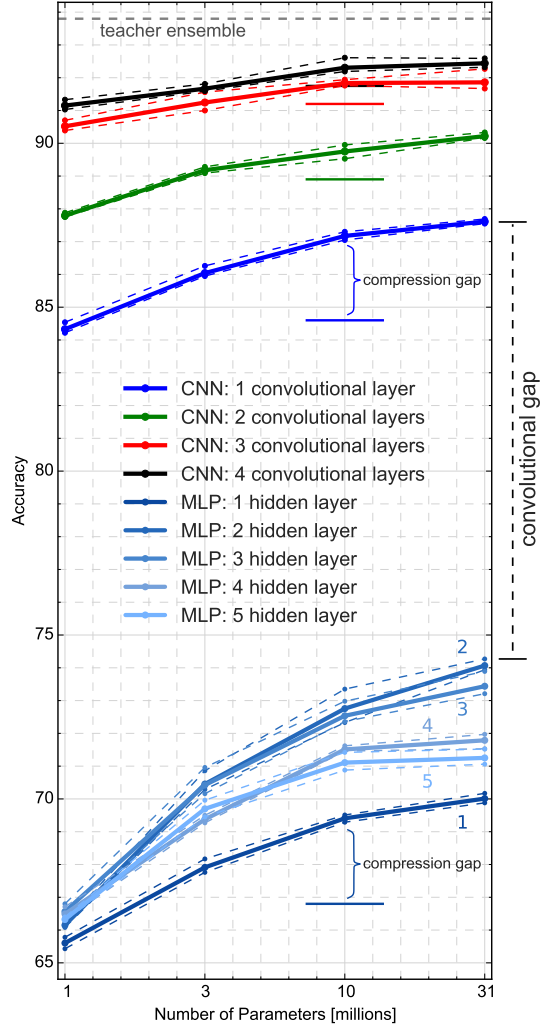 teacher ensemble
90
85
compression gap
convolutional gap
CNN: 1 convolutional layer
CNN: 2 convolutional layers
CNN: 3 convolutional layers
CNN: 4 convolutional layers
MLP: 1 hidden layer
MLP: 2 hidden layer
MLP: 3 hidden layer
MLP: 4 hidden layer
MLP: 5 hidden layer
80
Accuracy
75
2
3
4
5
70
1
compression gap
65
1 3 10 31
Number of Parameters [millions]